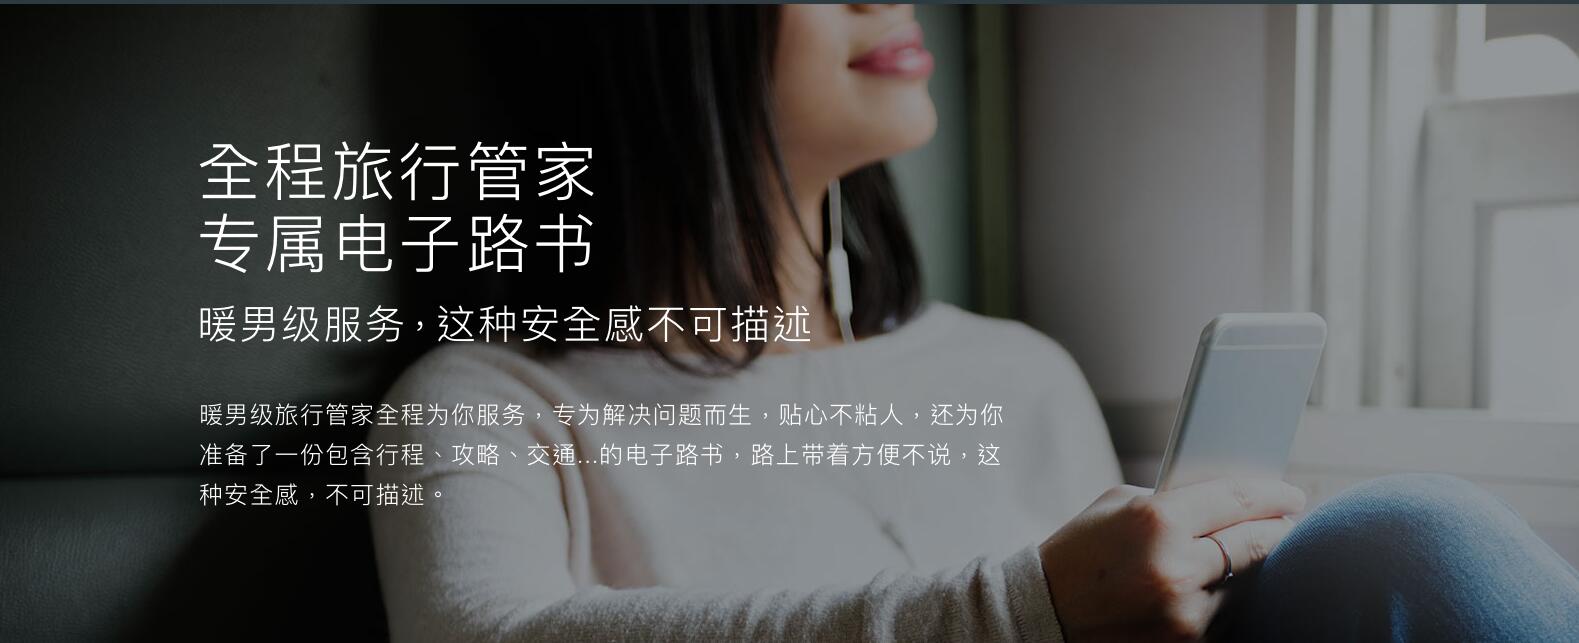 全程旅行管家
专属电子路书
暖男级服务，这种安全感不可描述
暖男级旅行管家全程为你服务，专为解决问题而生，贴心不粘人，还为你
准备了一份包含行程、攻略、交通...的电子路书，路上带着方便不说，这
种安全感，不可描述。